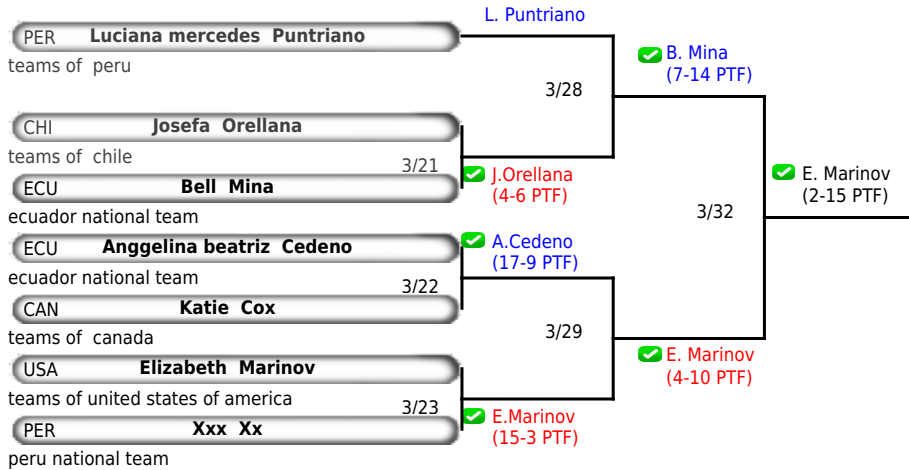 L. Puntriano
PER Luciana mercedes Puntriano
teams of peru
B. Mina
(7-14 PTF)
3/28
CHI Josefa Orellana
teams of chile
3/21
J.Orellana
(4-6 PTF)
ECU Bell Mina
ecuador national team
E. Marinov
(2-15 PTF)
3/32
ECU Anggelina beatriz Cedeno
ecuador national team
A.Cedeno
(17-9 PTF)
3/22
CAN Katie Cox
teams of canada
3/29
E. Marinov
(4-10 PTF)
USA Elizabeth Marinov
teams of united states of america
3/23
E.Marinov
(15-3 PTF)
PER Xxx Xx
peru national team